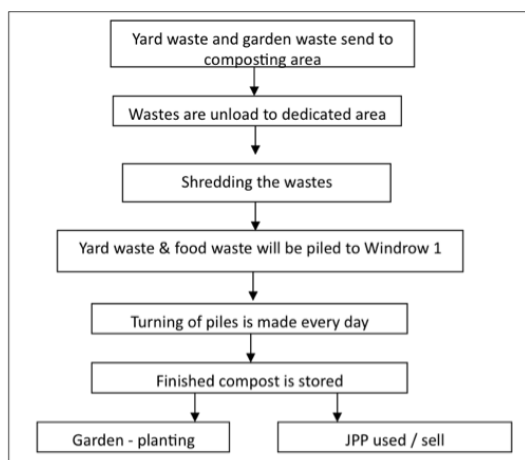 Yard waste and garden waste send to
composting area
Wastes are unload to dedicated area
Shredding the wastes
Yard waste & food waste will be piled to Windrow 1
Turning of piles is made every day
Finished compost is stored
Garden - planting
JPP used / sell